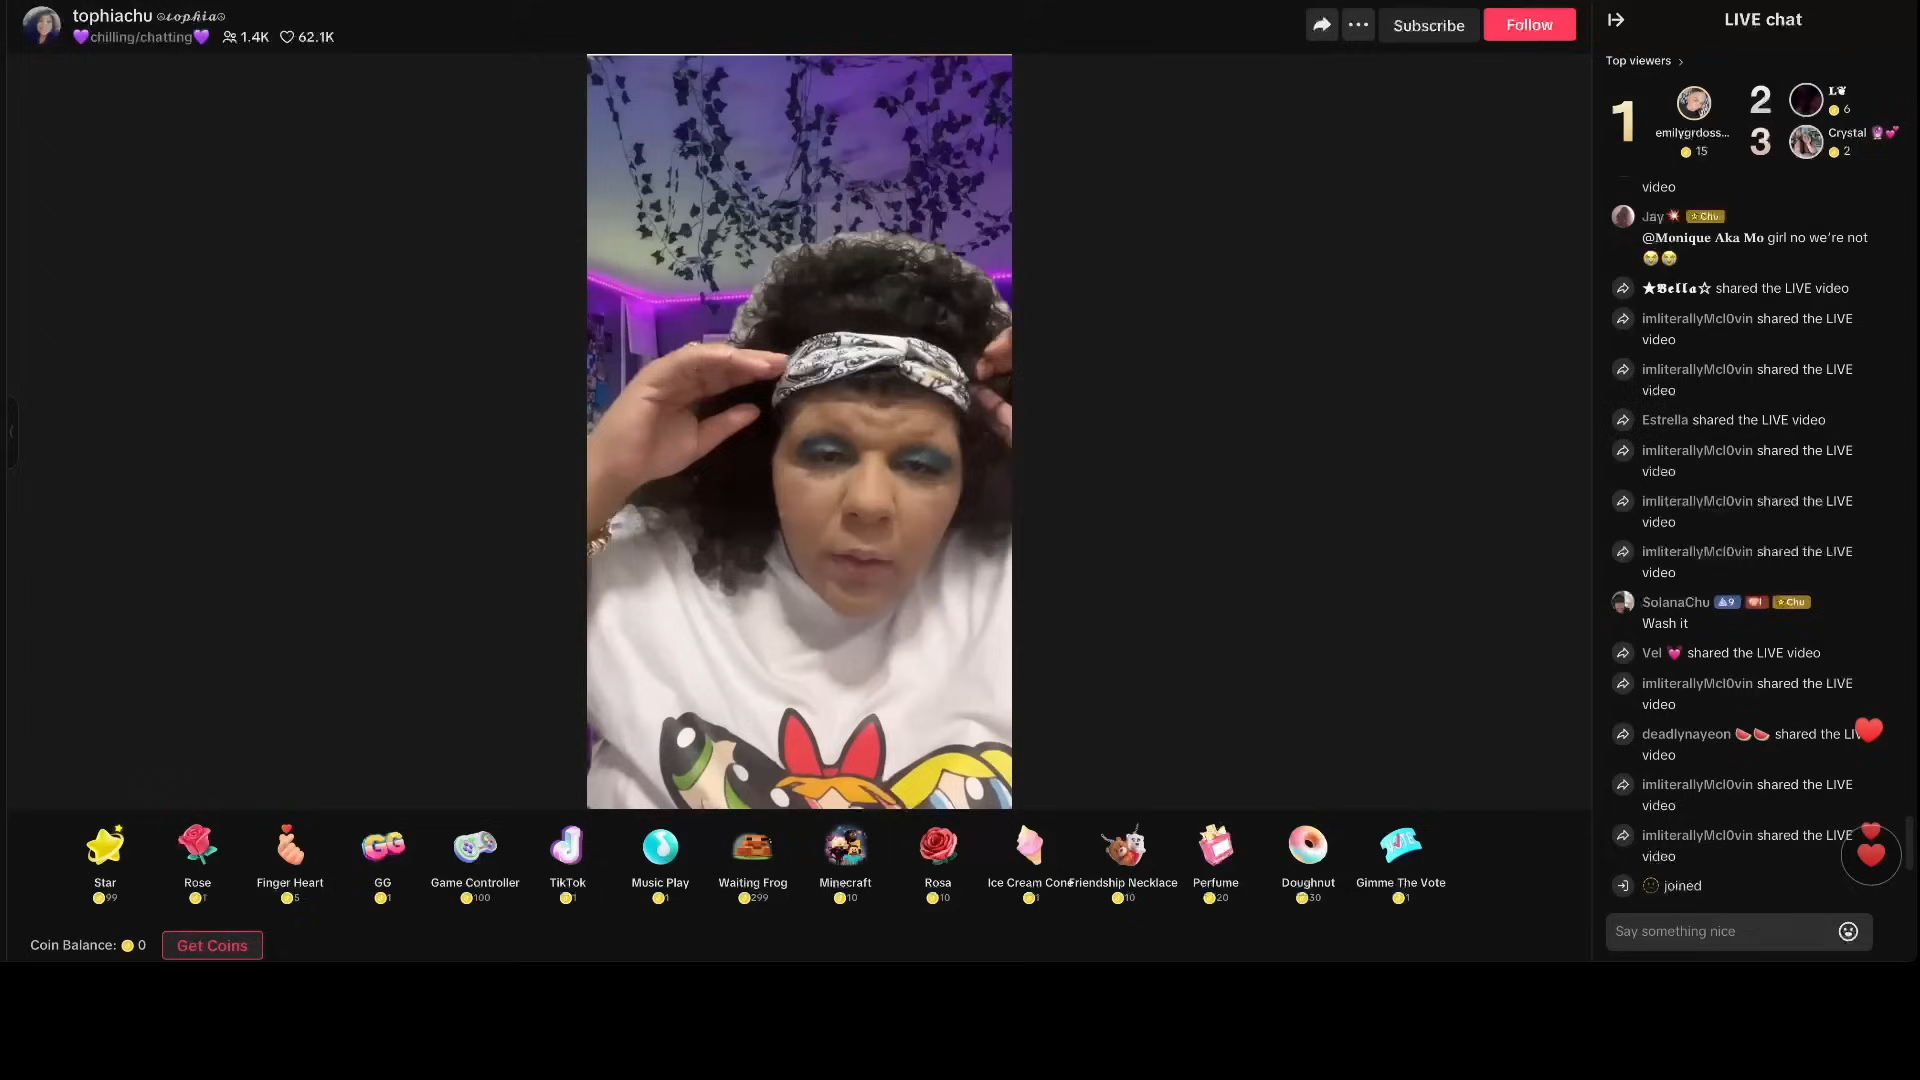 tophiachu ☮𝓽𝓸𝓹𝓱𝓲𝓪☮
💜chilling/chatting💜 1.4K 62.1K
Subscribe
Follow
LIVE chat
Top viewers
1
emilygrdoss...
15
2
6
3
Crystal 🔮💕
2
video
Jay💥 Chu
@𝐌𝐨𝐧𝐢𝐪𝐮𝐞 𝐀𝐤𝐚 𝐌𝐨 girl no we’re not
😭😭
★𝕭𝖊𝖑𝖑𝖆☆ shared the LIVE video
imliterallyMcl0vin shared the LIVE
video
imliterallyMcl0vin shared the LIVE
video
Estrella shared the LIVE video
imliterallyMcl0vin shared the LIVE
video
imliterallyMcl0vin shared the LIVE
video
imliterallyMcl0vin shared the LIVE
video
SolanaChu 9 Chu
Wash it
Vel 💓 shared the LIVE video
imliterallyMcl0vin shared the LIVE
video
deadlynayeon 🍉🍉 shared the LIV
video
imliterallyMcl0vin shared the LIVE
video
imliterallyMcl0vin shared the LIVE
video
joined
Say something nice
Star
99
Rose
1
Finger Heart
5
GG
1
Game Controller
100
TikTok
1
Music Play
1
Waiting Frog
299
Minecraft
10
Rosa
10
Ice Cream Cone
1
Friendship Necklace
10
Perfume
20
Doughnut
30
Gimme The Vote
1
Coin Balance: 0
Get Coins